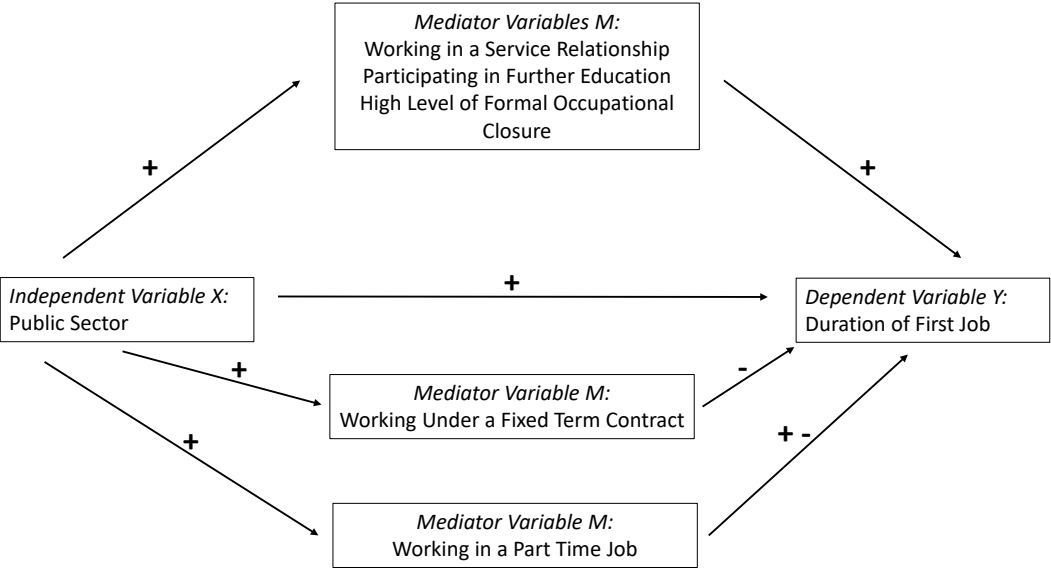 Mediator Variables M:
Working in a Service Relationship
Participating in Further Education
High Level of Formal Occupational
Closure
+
+
+
Independent Variable X:
Public Sector
Dependent Variable Y:
Duration of First Job
+
-
Mediator Variable M:
Working Under a Fixed Term Contract
+
+ -
Mediator Variable M:
Working in a Part Time Job